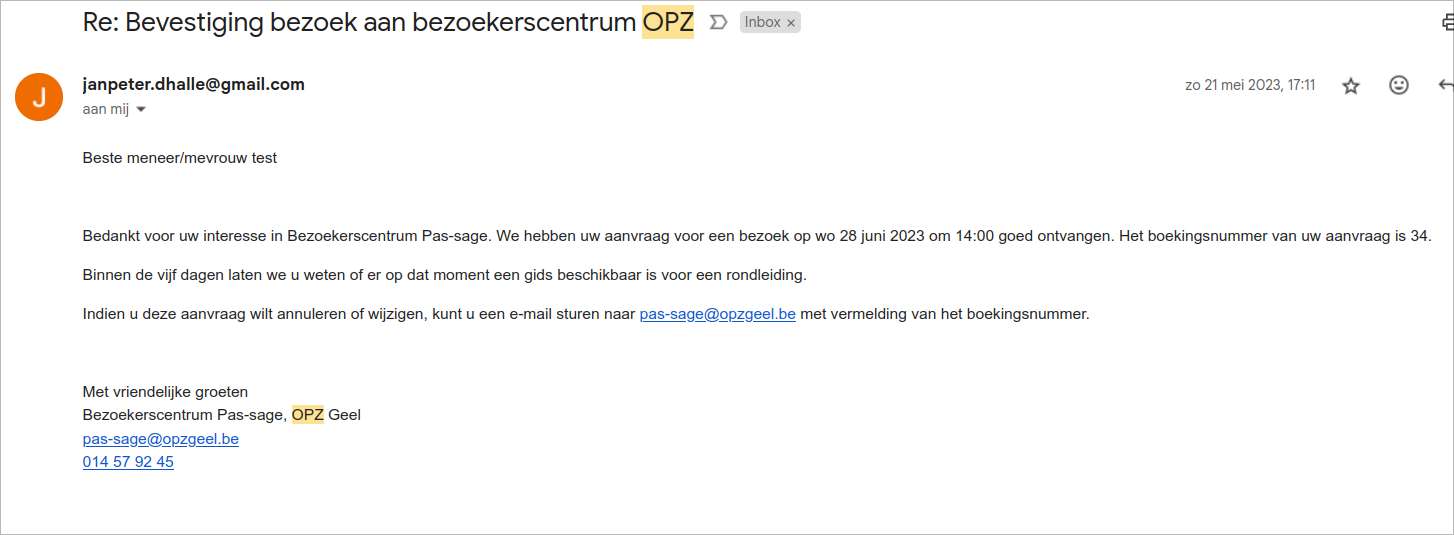 Re: Bevestiging bezoek aan bezoekerscentrum OPZ Inbox ×
janpeter.dhalle@gmail.com zo 21 mei 2023, 17:11
J
aan mij
Beste meneer/mevrouw test
Bedankt voor uw interesse in Bezoekerscentrum Pas-sage. We hebben uw aanvraag voor een bezoek op wo 28 juni 2023 om 14:00 goed ontvangen. Het boekingsnummer van uw aanvraag is 34.
Binnen de vijf dagen laten we u weten of er op dat moment een gids beschikbaar is voor een rondleiding.
Indien u deze aanvraag wilt annuleren of wijzigen, kunt u een e-mail sturen naar pas-sage@opzgeel.be met vermelding van het boekingsnummer.
Met vriendelijke groeten
Bezoekerscentrum Pas-sage, OPZ Geel
pas-sage@opzgeel.be
014 57 92 45